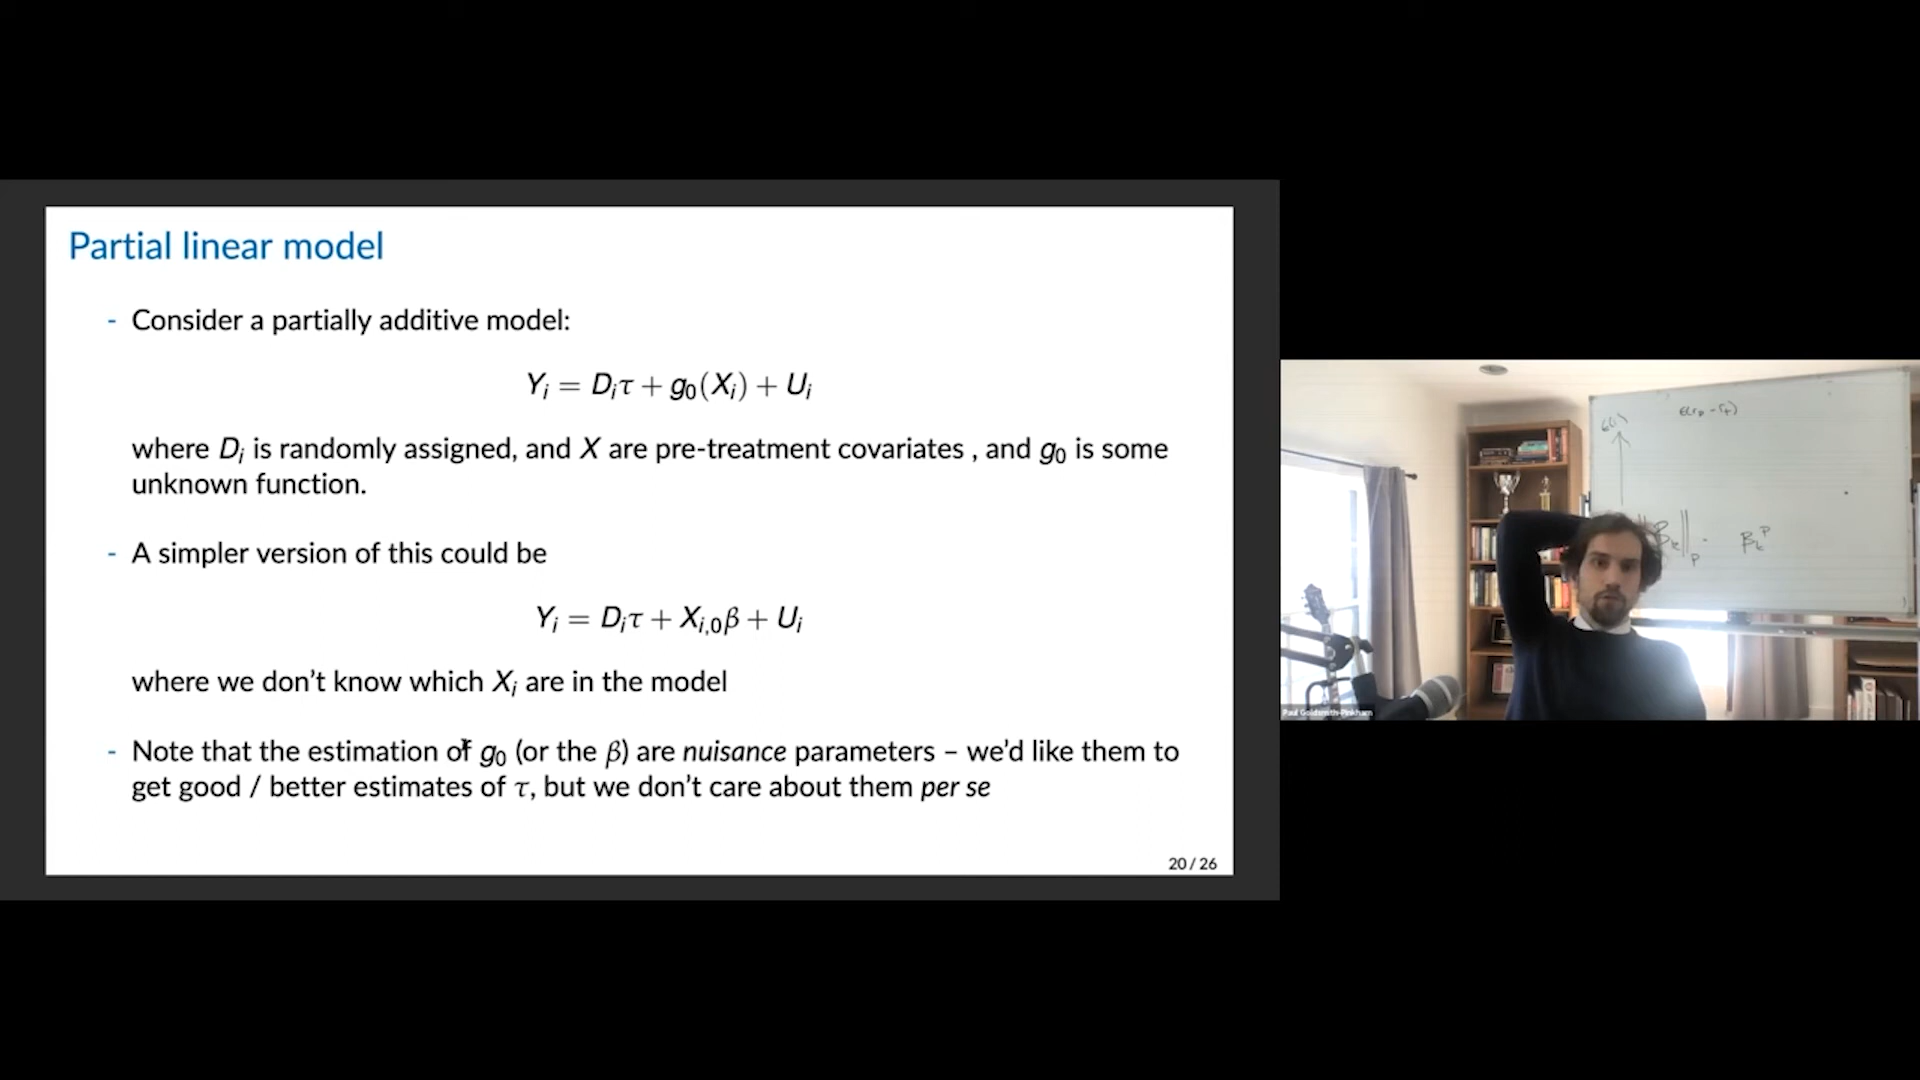 Partial linear model
- Consider a partially additive model:
Yᵢ = Dᵢτ + g₀(Xᵢ) + Uᵢ
where Dᵢ is randomly assigned, and X are pre-treatment covariates , and g₀ is some
unknown function.
- A simpler version of this could be
Yᵢ = Dᵢτ + Xᵢ,₀β + Uᵢ
where we don't know which Xᵢ are in the model
- Note that the estimation of g₀ (or the β) are nuisance parameters – we'd like them to
get good / better estimates of τ, but we don't care about them per se
20 / 26
Paul Goldsmith-Pinkham